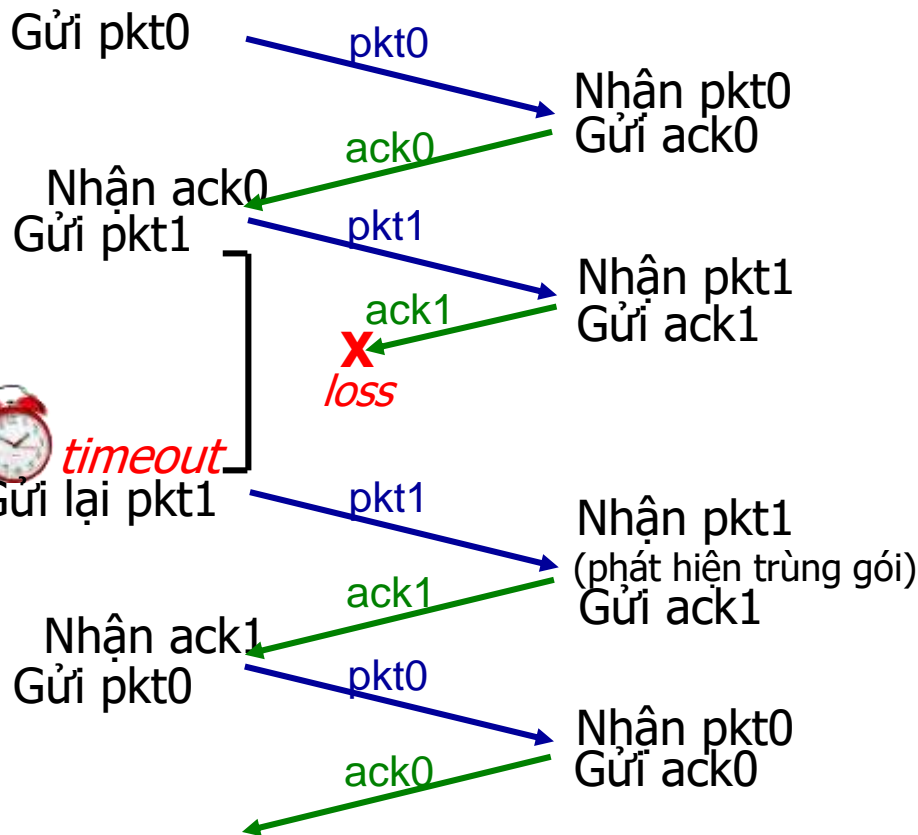 Gửi pkt0
pkt0
Nhận pkt0
Gửi ack0
ack0
Nhận ack0
Gửi pkt1
pkt1
Nhận pkt1
Gửi ack1
ack1
X
loss
timeout
Gửi lại pkt1
pkt1
Nhận pkt1
(phát hiện trùng gói)
Gửi ack1
ack1
Nhận ack1
Gửi pkt0
pkt0
Nhận pkt0
Gửi ack0
ack0